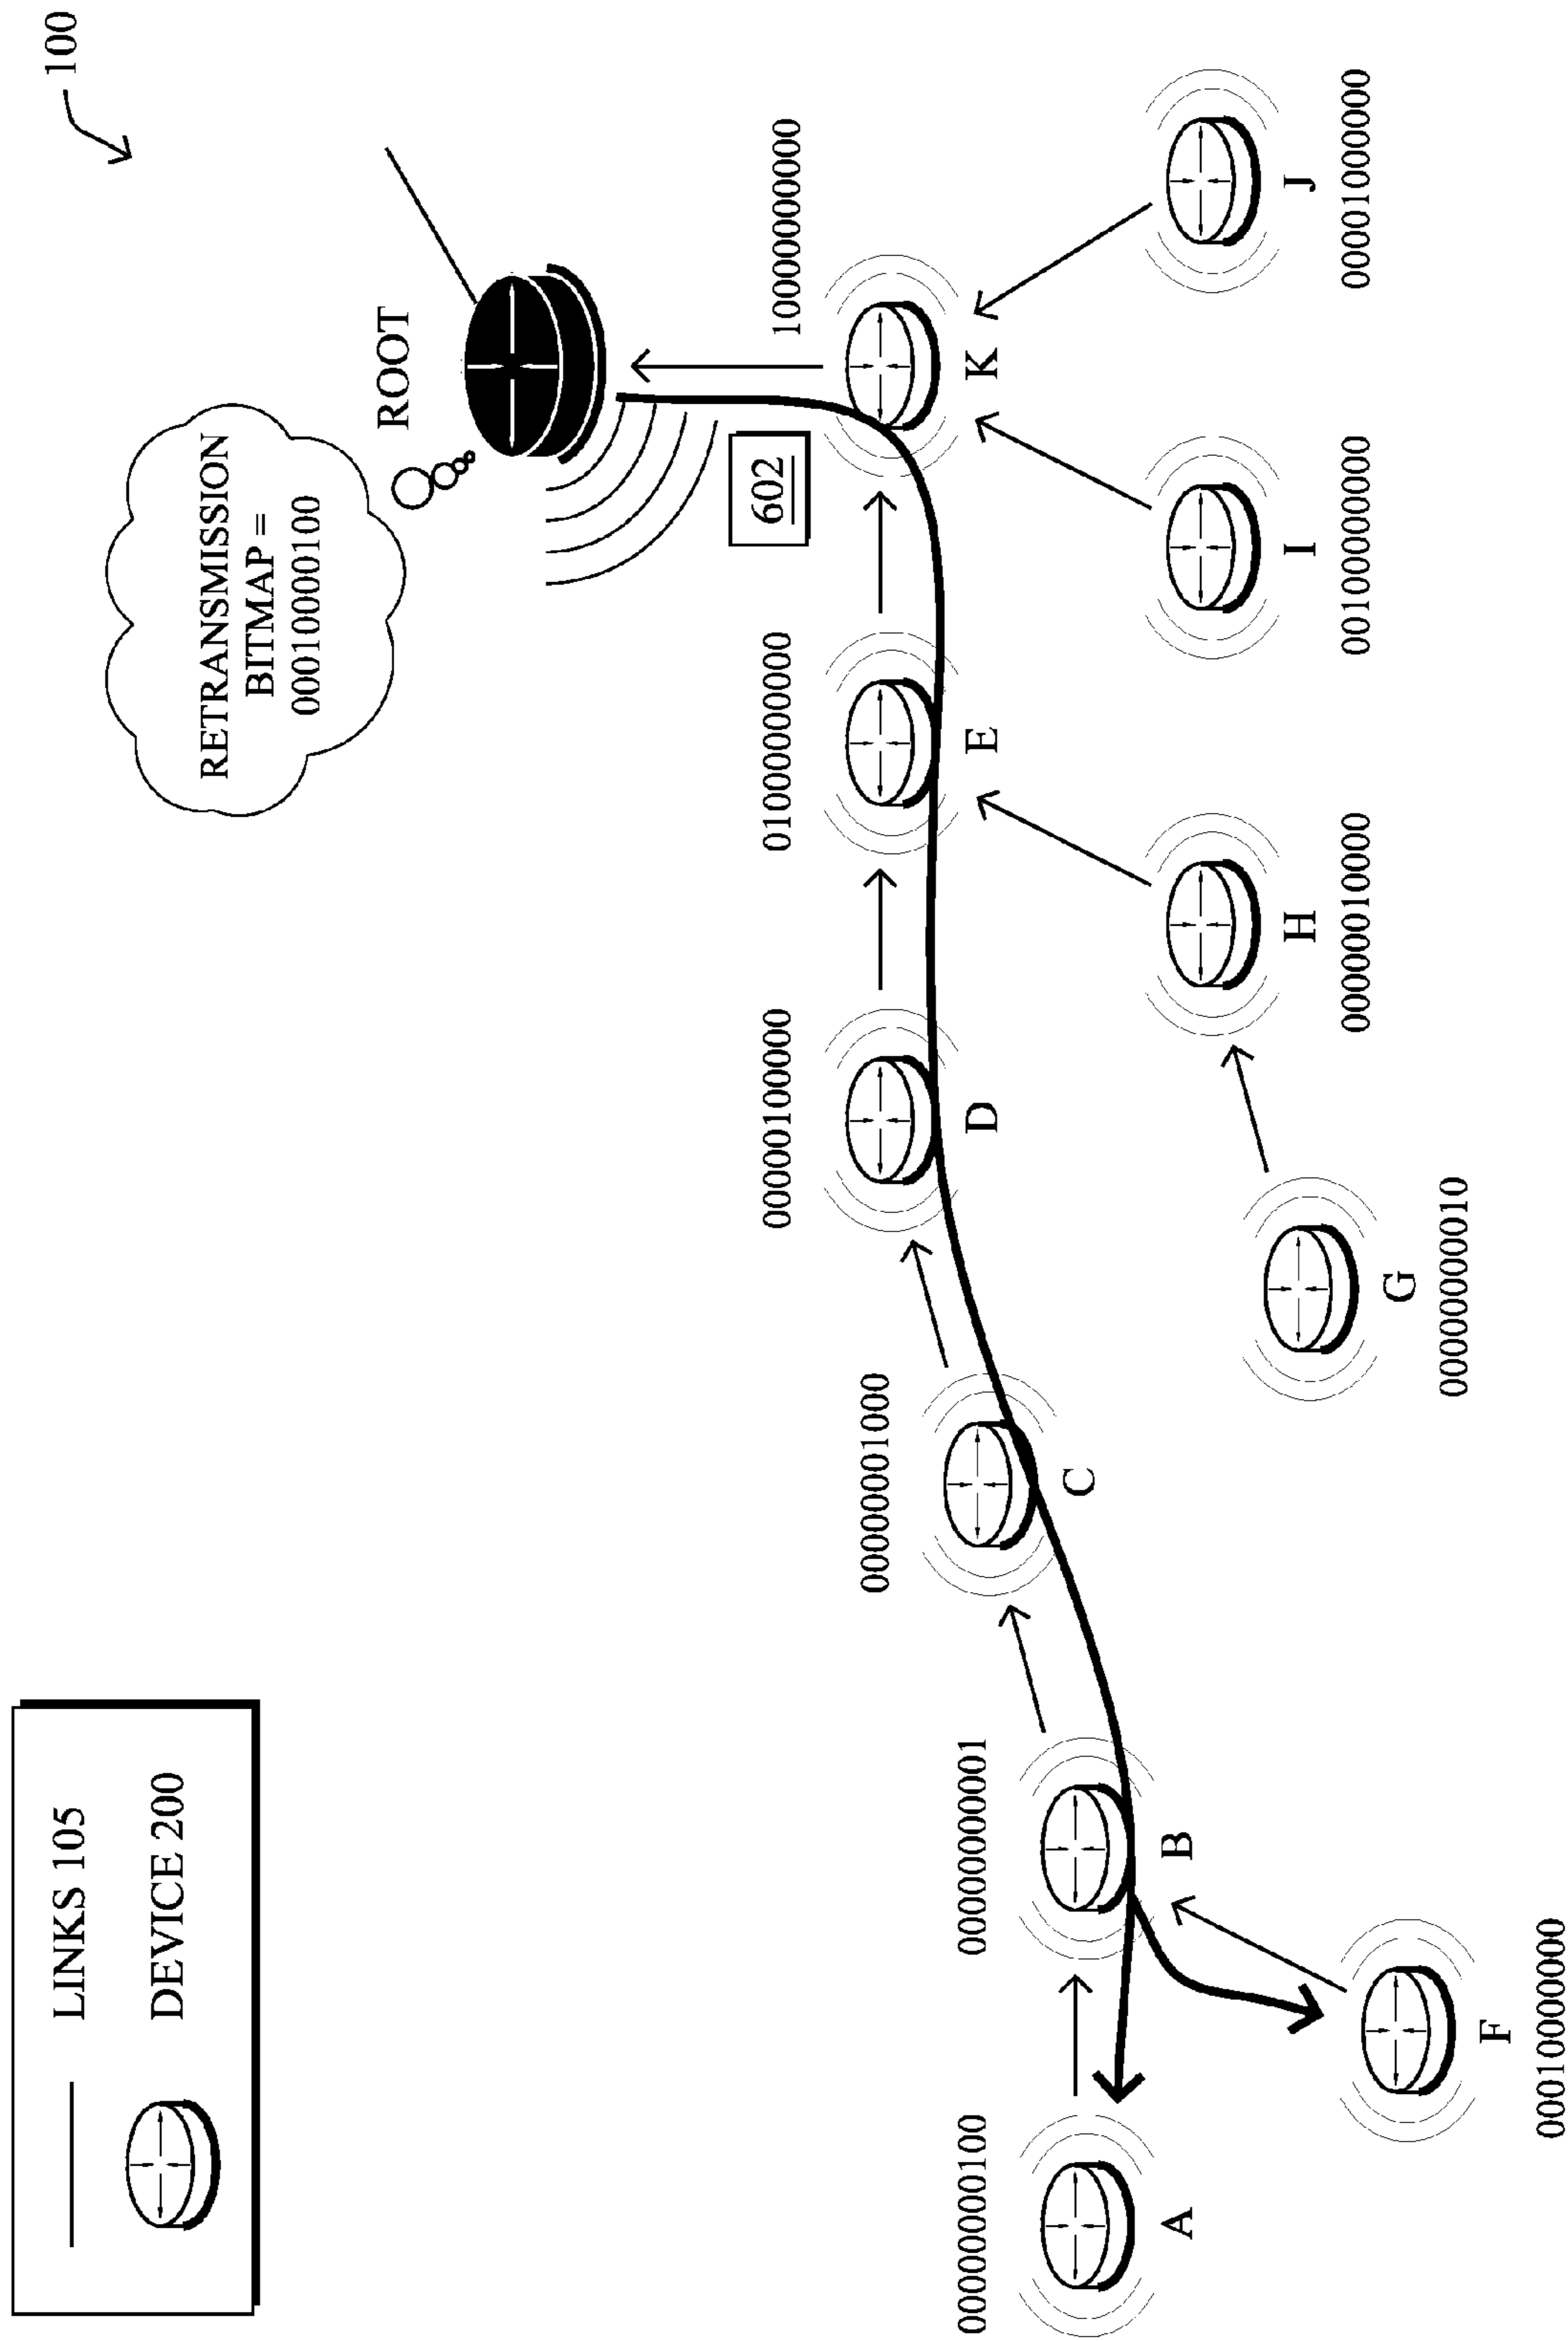 LINKS 105
DEVICE 200
100
RETRANSMISSION
BITMAP =
00010000100
ROOT
602
00000000100
A
00000000001
B
00000001000
C
00000100000
D
01000000000
E
10000000000
K
F
00010000000
G
00000000010
H
00000010000
I
00100000000
J
00001000000